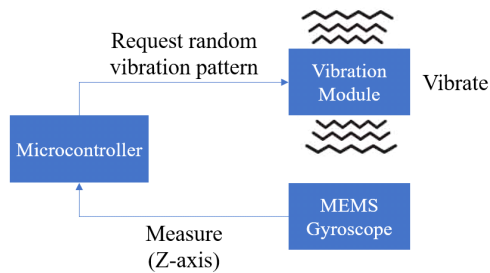 Request random
vibration pattern
Vibration
Module
Vibrate
Microcontroller
MEMS
Gyroscope
Measure
(Z-axis)